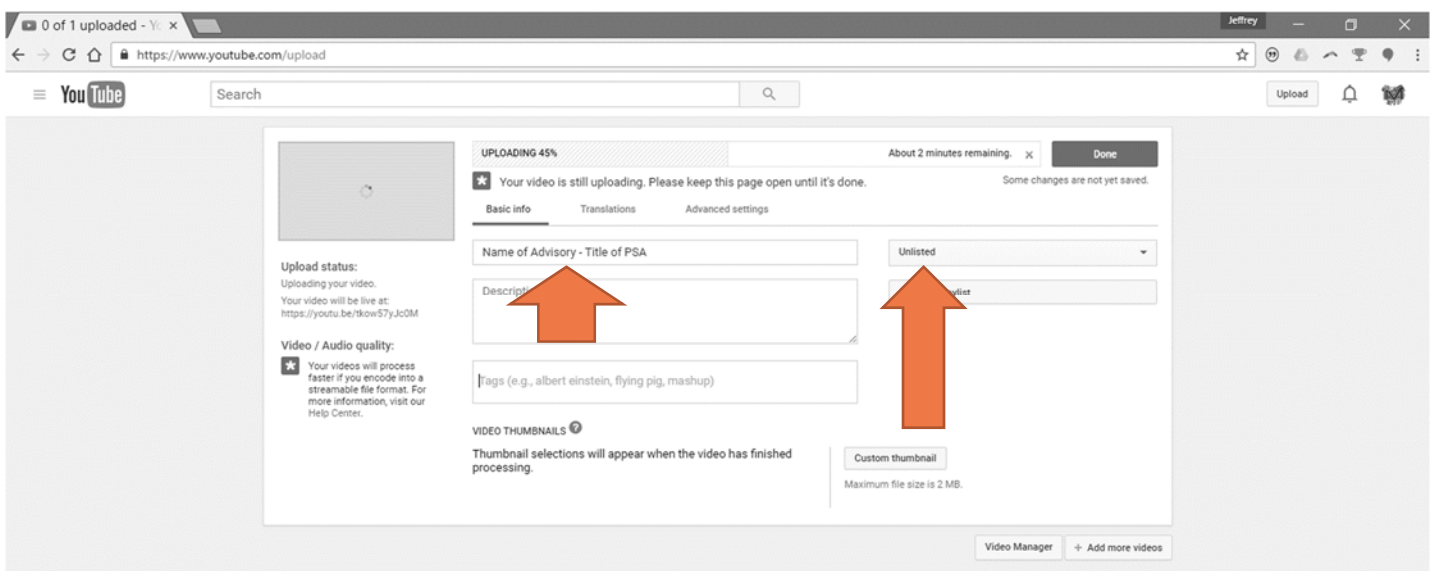 0 of 1 uploaded - Yo
Jeffrey
https://www.youtube.com/upload
YouTube
Search
Upload
UPLOADING 45%
About 2 minutes remaining.
Done
Your video is still uploading. Please keep this page open until it's done.
Some changes are not yet saved.
Basic info
Translations
Advanced settings
Name of Advisory - Title of PSA
Unlisted
Upload status:
Uploading your video.
Your video will be live at:
https://youtu.be/tkow57yJc0M
Video / Audio quality:
Your videos will process
faster if you encode into a
streamable file format. For
more information, visit our
Help Center.
Tags (e.g., albert einstein, flying pig, mashup)
VIDEO THUMBNAILS
Thumbnail selections will appear when the video has finished
processing.
Custom thumbnail
Maximum file size is 2 MB.
Video Manager
+ Add more videos